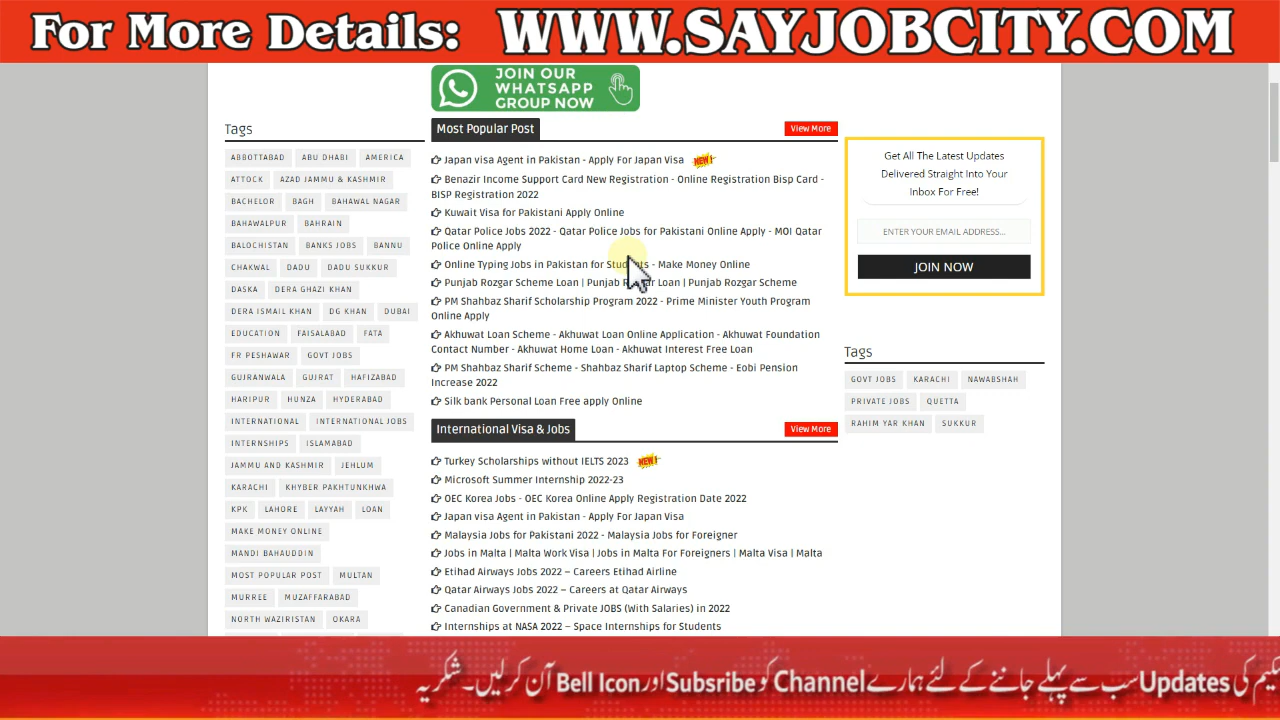 For More Details: WWW.SAYJOBCITY.COM
JOIN OUR
WHATSAPP
GROUP NOW
Tags
ABBOTTABAD ABU DHABI AMERICA
ATTOCK AZAD JAMMU & KASHMIR
BACHELOR BAGH BAHAWAL NAGAR
BAHAWALPUR BAHRAIN
BALOCHISTAN BANKS JOBS BANNU
CHAKWAL DADU DADU SUKKUR
DASKA DERA GHAZI KHAN
DERA ISMAIL KHAN DG KHAN DUBAI
EDUCATION FAISALABAD FATA
FR PESHAWAR GOVT JOBS
GUJRANWALA GUJRAT HAFIZABAD
HARIPUR HUNZA HYDERABAD
INTERNATIONAL INTERNATIONAL JOBS
INTERNSHIPS ISLAMABAD
JAMMU AND KASHMIR JEHLUM
KARACHI KHYBER PAKHTUNKHWA
KPK LAHORE LAYYAH LOAN
MAKE MONEY ONLINE
MANDI BAHAUDDIN
MOST POPULAR POST MULTAN
MURREE MUZAFFARABAD
NORTH WAZIRISTAN OKARA
Most Popular Post View More
Japan visa Agent in Pakistan - Apply For Japan Visa NEW!
Benazir Income Support Card New Registration - Online Registration Bisp Card -
BISP Registration 2022
Kuwait Visa for Pakistani Apply Online
Qatar Police Jobs 2022 - Qatar Police Jobs for Pakistani Online Apply - MOI Qatar
Police Online Apply
Online Typing Jobs in Pakistan for Students - Make Money Online
Punjab Rozgar Scheme Loan | Punjab Rozgar Loan | Punjab Rozgar Scheme
PM Shahbaz Sharif Scholarship Program 2022 - Prime Minister Youth Program
Online Apply
Akhuwat Loan Scheme - Akhuwat Loan Online Application - Akhuwat Foundation
Contact Number - Akhuwat Home Loan - Akhuwat Interest Free Loan
PM Shahbaz Sharif Scheme - Shahbaz Sharif Laptop Scheme - Eobi Pension
Increase 2022
Silk bank Personal Loan Free apply Online
International Visa & Jobs View More
Turkey Scholarships without IELTS 2023 NEW!
Microsoft Summer Internship 2022-23
OEC Korea Jobs - OEC Korea Online Apply Registration Date 2022
Japan visa Agent in Pakistan - Apply For Japan Visa
Malaysia Jobs for Pakistani 2022 - Malaysia Jobs for Foreigner
Jobs in Malta | Malta Work Visa | Jobs in Malta For Foreigners | Malta Visa | Malta
Etihad Airways Jobs 2022 – Careers Etihad Airline
Qatar Airways Jobs 2022 – Careers at Qatar Airways
Canadian Government & Private JOBS (With Salaries) in 2022
Internships at NASA 2022 – Space Internships for Students
Get All The Latest Updates
Delivered Straight Into Your
Inbox For Free!
ENTER YOUR EMAIL ADDRESS...
JOIN NOW
Tags
GOVT JOBS KARACHI NAWABSHAH
PRIVATE JOBS QUETTA
RAHIM YAR KHAN SUKKUR
کیم کی Updates سب سے پہلے جاننے کے لئے ہمارے Channel کو Subsribe اور Bell Icon آن کرلیں۔ شکریہ